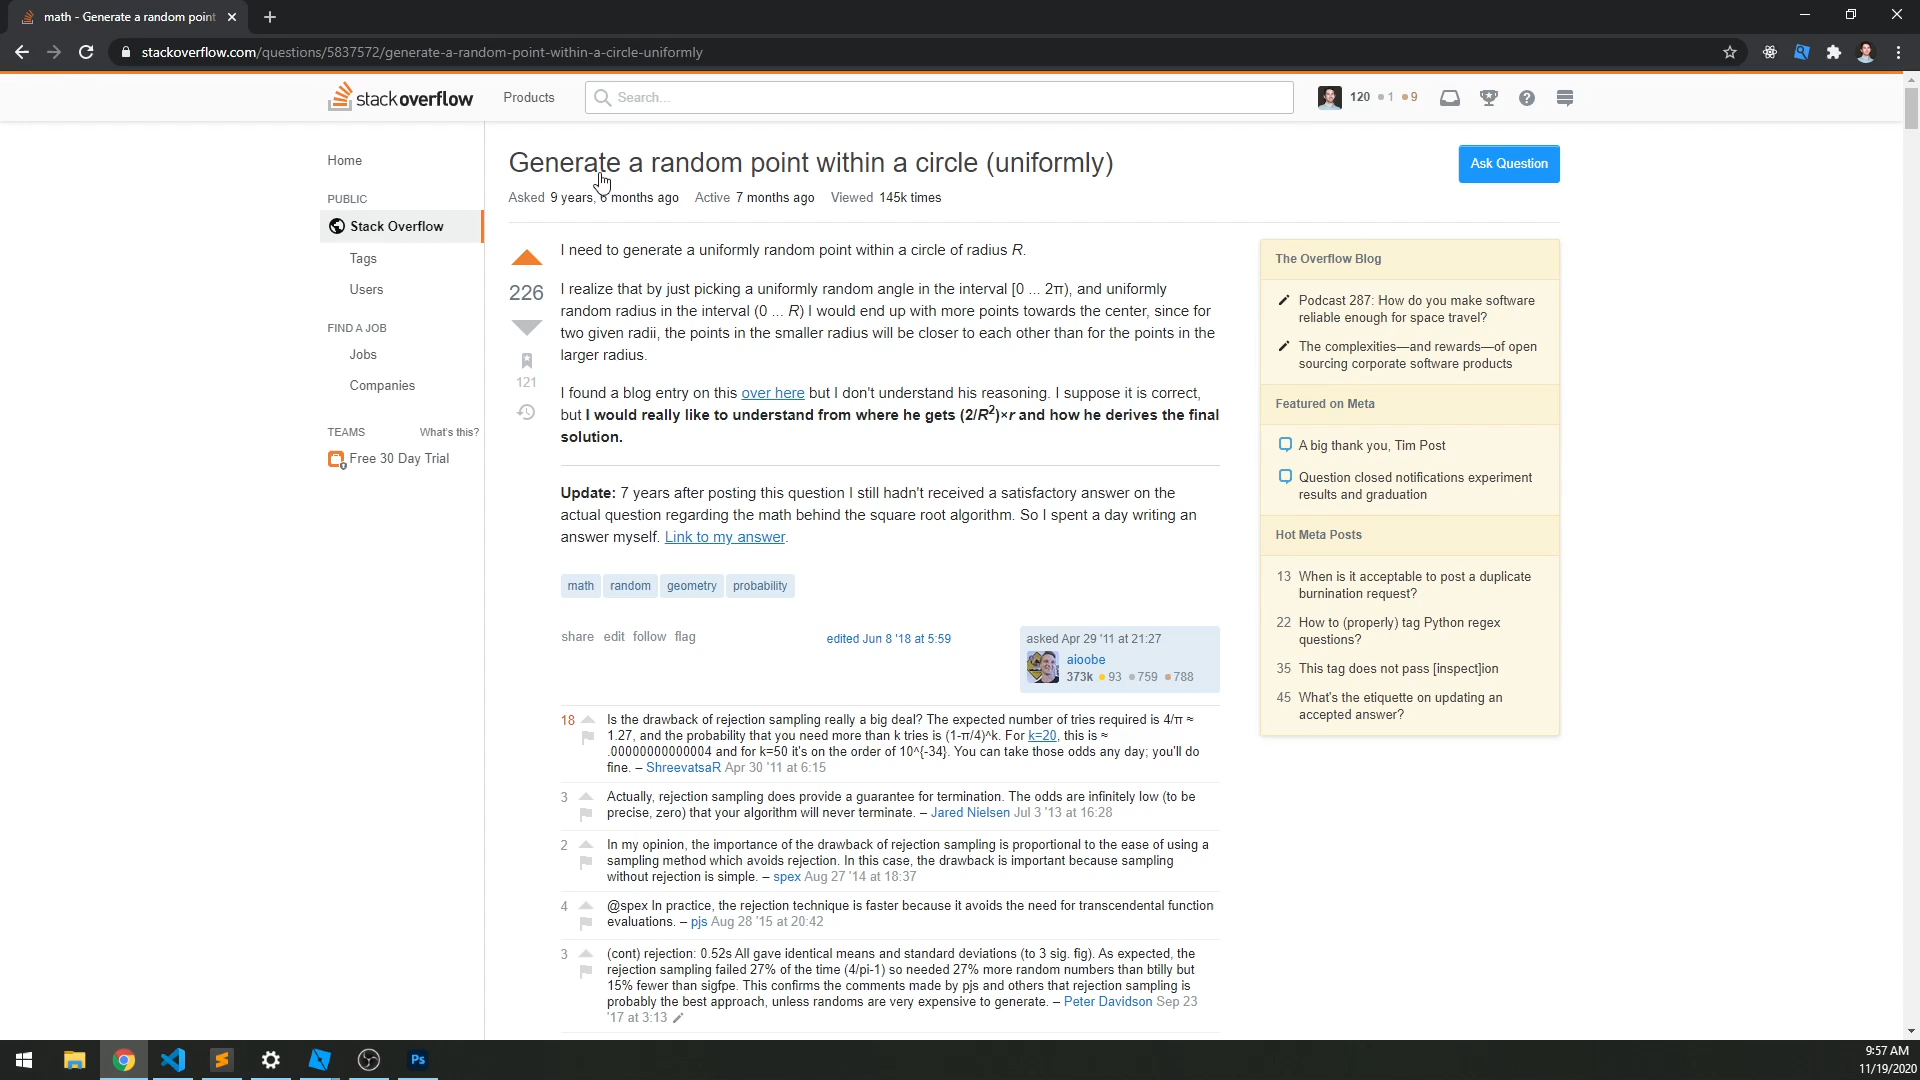 math - Generate a random point
stackoverflow.com/questions/5837572/generate-a-random-point-within-a-circle-uniformly
stackoverflow
Products
Search...
120 1 9
Home
PUBLIC
Stack Overflow
Tags
Users
FIND A JOB
Jobs
Companies
TEAMS What's this?
Free 30 Day Trial
Generate a random point within a circle (uniformly)
Ask Question
Asked 9 years, 6 months ago Active 7 months ago Viewed 145k times
226
121
I need to generate a uniformly random point within a circle of radius R.
I realize that by just picking a uniformly random angle in the interval [0 ... 2π), and uniformly
random radius in the interval (0 ... R) I would end up with more points towards the center, since for
two given radii, the points in the smaller radius will be closer to each other than for the points in the
larger radius.
I found a blog entry on this over here but I don't understand his reasoning. I suppose it is correct,
but I would really like to understand from where he gets (2/R²)×r and how he derives the final
solution.
Update: 7 years after posting this question I still hadn't received a satisfactory answer on the
actual question regarding the math behind the square root algorithm. So I spent a day writing an
answer myself. Link to my answer.
math random geometry probability
share edit follow flag
edited Jun 8 '18 at 5:59
asked Apr 29 '11 at 21:27
aioobe
373k 93 759 788
18 Is the drawback of rejection sampling really a big deal? The expected number of tries required is 4/π ≈
1.27, and the probability that you need more than k tries is (1-π/4)^k. For k=20, this is ≈
.00000000000004 and for k=50 it's on the order of 10^{-34}. You can take those odds any day; you'll do
fine. – ShreevatsaR Apr 30 '11 at 6:15
3 Actually, rejection sampling does provide a guarantee for termination. The odds are infinitely low (to be
precise, zero) that your algorithm will never terminate. – Jared Nielsen Jul 3 '13 at 16:28
2 In my opinion, the importance of the drawback of rejection sampling is proportional to the ease of using a
sampling method which avoids rejection. In this case, the drawback is important because sampling
without rejection is simple. – spex Aug 27 '14 at 18:37
4 @spex In practice, the rejection technique is faster because it avoids the need for transcendental function
evaluations. – pjs Aug 28 '15 at 20:42
3 (cont) rejection: 0.52s All gave identical means and standard deviations (to 3 sig. fig). As expected, the
rejection sampling failed 27% of the time (4/pi-1) so needed 27% more random numbers than btilly but
15% fewer than sigfpe. This confirms the comments made by pjs and others that rejection sampling is
probably the best approach, unless randoms are very expensive to generate. – Peter Davidson Sep 23
'17 at 3:13
The Overflow Blog
Podcast 287: How do you make software
reliable enough for space travel?
The complexities—and rewards—of open
sourcing corporate software products
Featured on Meta
A big thank you, Tim Post
Question closed notifications experiment
results and graduation
Hot Meta Posts
13 When is it acceptable to post a duplicate
burnination request?
22 How to (properly) tag Python regex
questions?
35 This tag does not pass [inspect]ion
45 What's the etiquette on updating an
accepted answer?
Ps
9:57 AM
11/19/2020